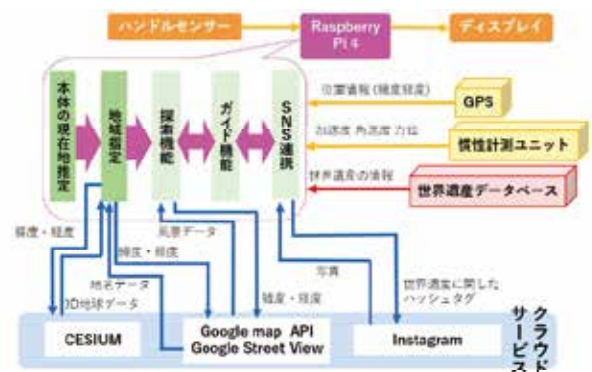 ハンドルセンサー
Raspberry
Pi 4
ディスプレイ
本体の現在地推定
地域指定
探索機能
ガイド機能
SNS連携
位置情報(緯度経度)
GPS
加速度 角速度 方位
慣性計測ユニット
世界遺産の情報
世界遺産データベース
緯度・経度
緯度・経度
風景データ
地名データ
3D地球データ
緯度・経度
写真
世界遺産に関した
ハッシュタグ
CESIUM
Google map API
Google Street View
Instagram
クラウド
サービス